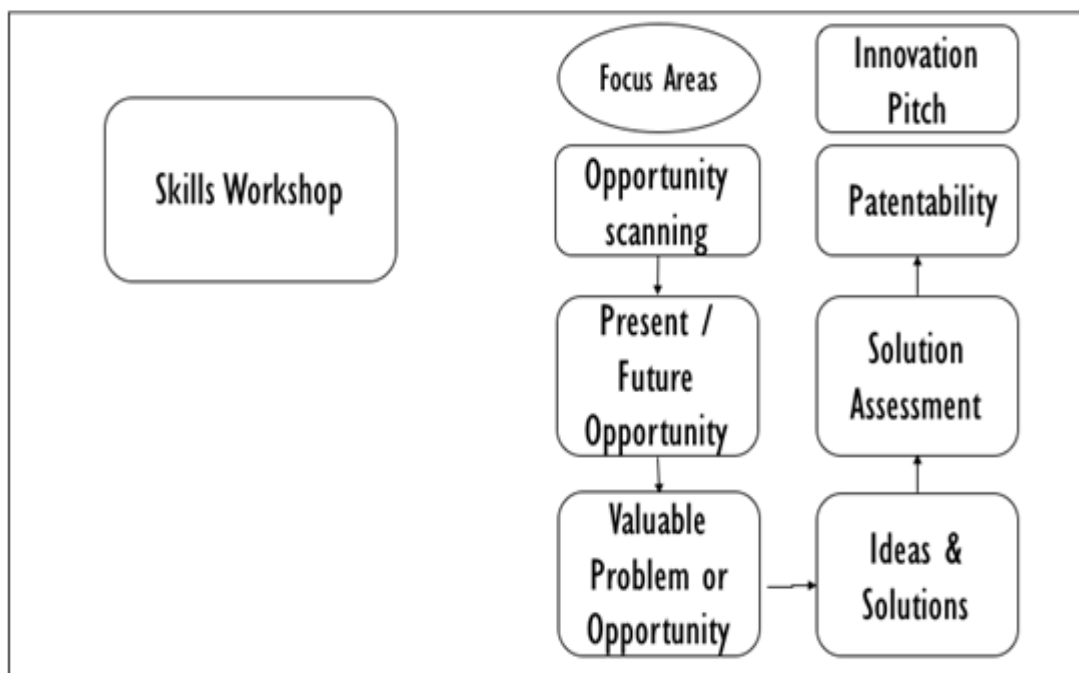 Skills Workshop
Focus Areas
Opportunity
scanning
Present /
Future
Opportunity
Valuable
Problem or
Opportunity
Ideas &
Solutions
Solution
Assessment
Patentability
Innovation
Pitch